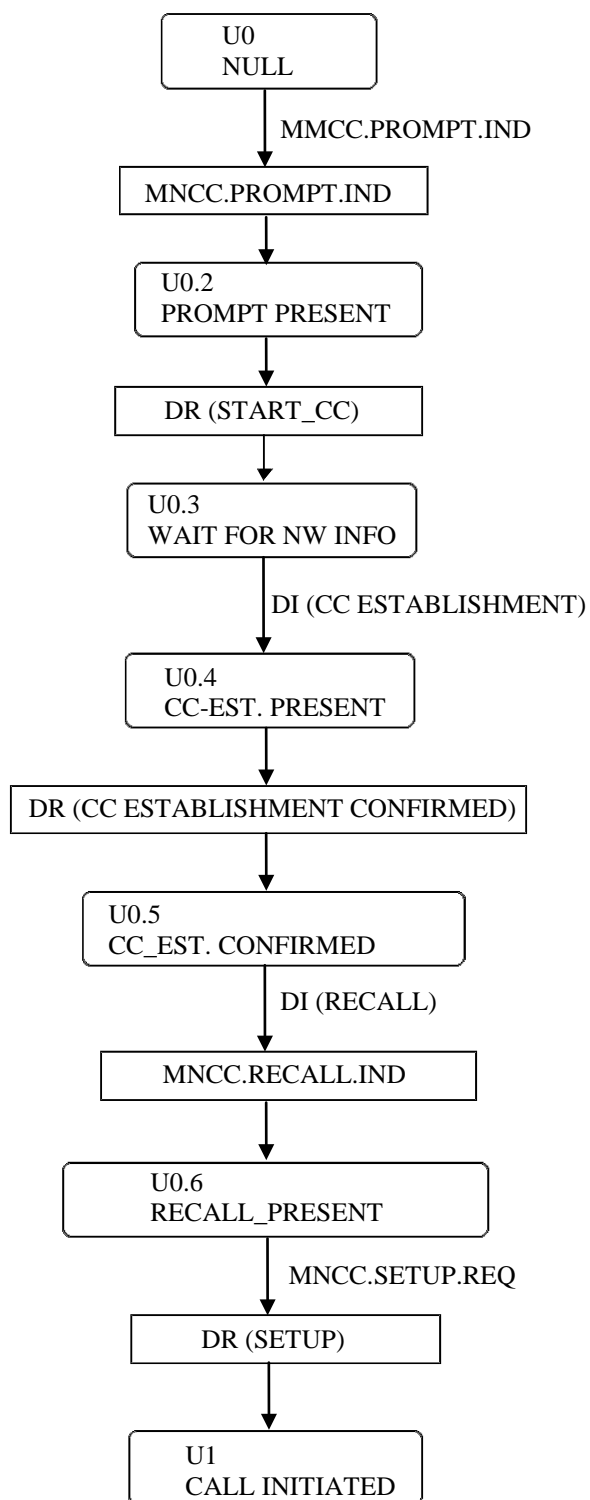 U0
NULL
MMCC.PROMPT.IND
MNCC.PROMPT.IND
U0.2
PROMPT PRESENT
DR (START_CC)
U0.3
WAIT FOR NW INFO
DI (CC ESTABLISHMENT)
U0.4
CC-EST. PRESENT
DR (CC ESTABLISHMENT CONFIRMED)
U0.5
CC_EST. CONFIRMED
DI (RECALL)
MNCC.RECALL.IND
U0.6
RECALL_PRESENT
MNCC.SETUP.REQ
DR (SETUP)
U1
CALL INITIATED